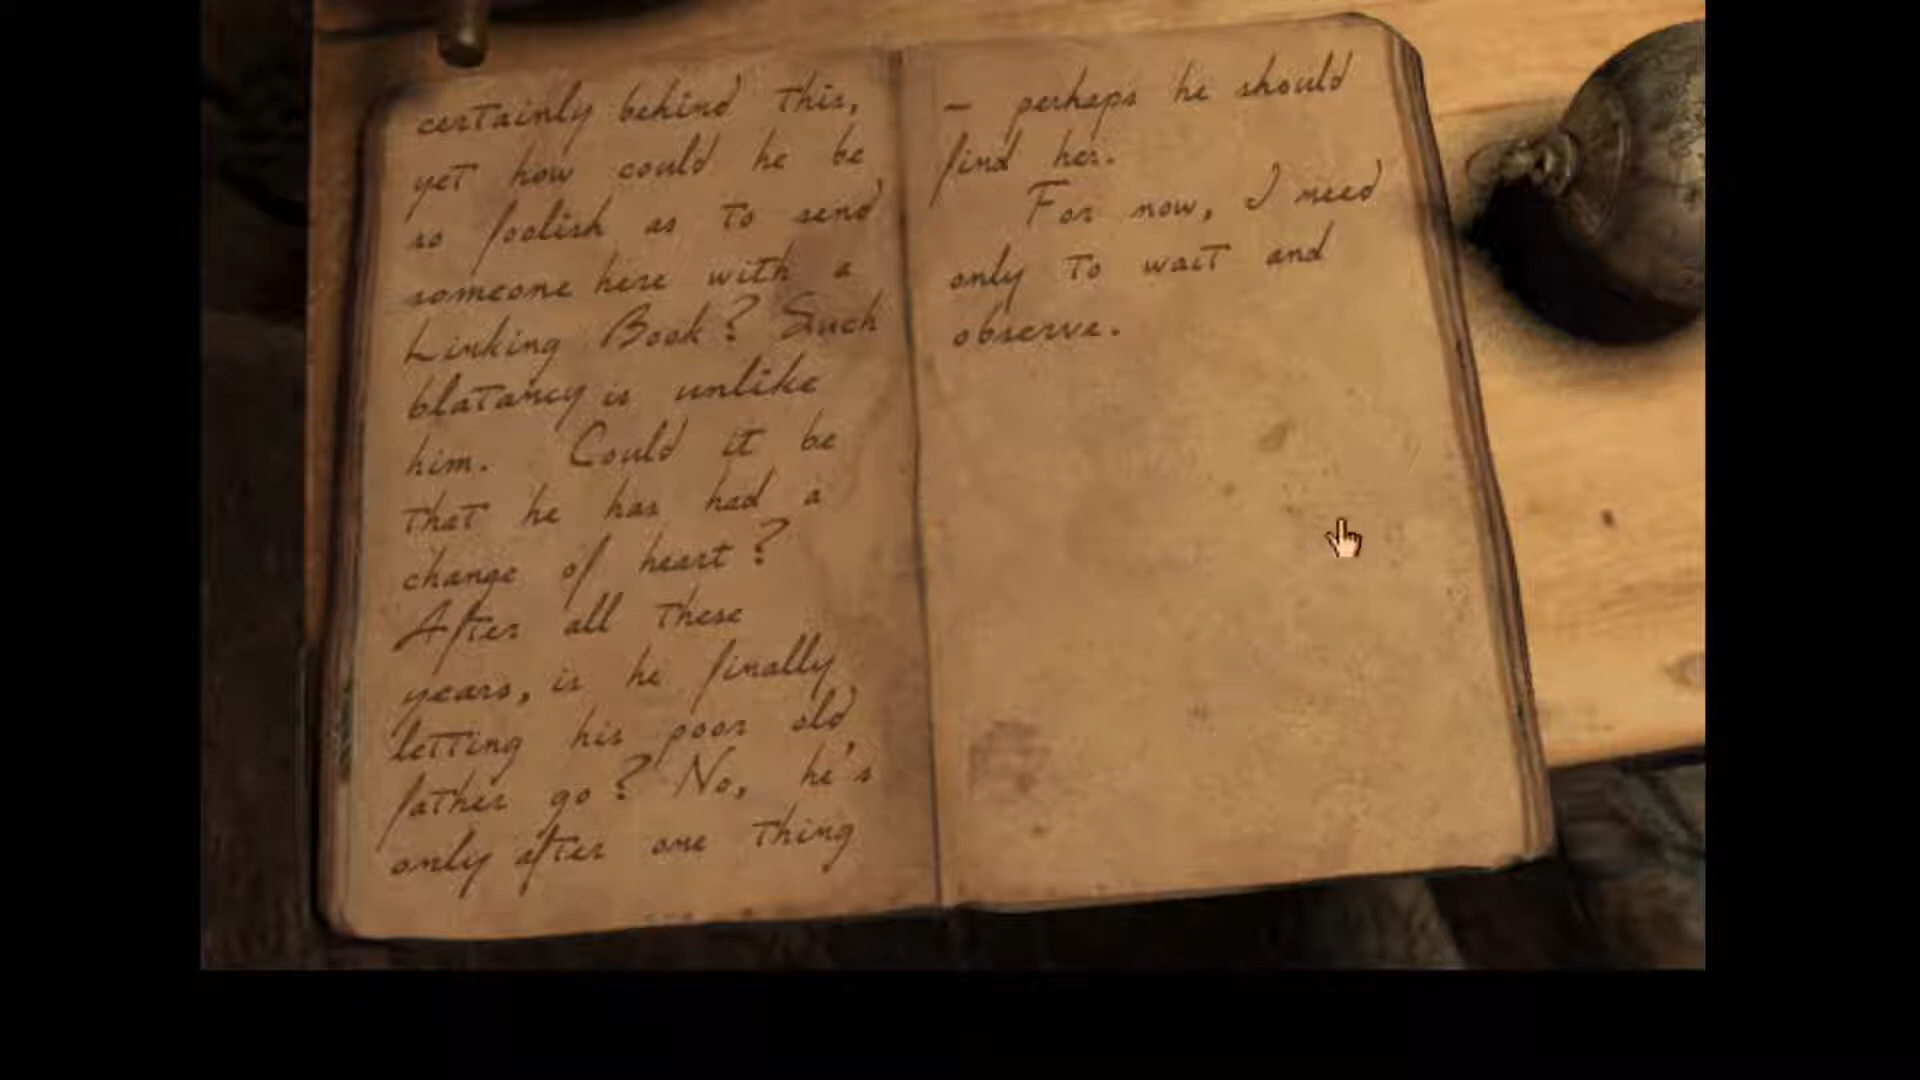 certainly behind this,
yet how could he be
so foolish as to send
someone here with a
Linking Book? Such
blatancy is unlike
him. Could it be
that he has had a
change of heart?
After all these
years, is he finally
letting his poor old
father go? No, he's
only after one thing
– perhaps he should
find her.
For now, I need
only to wait and
observe.